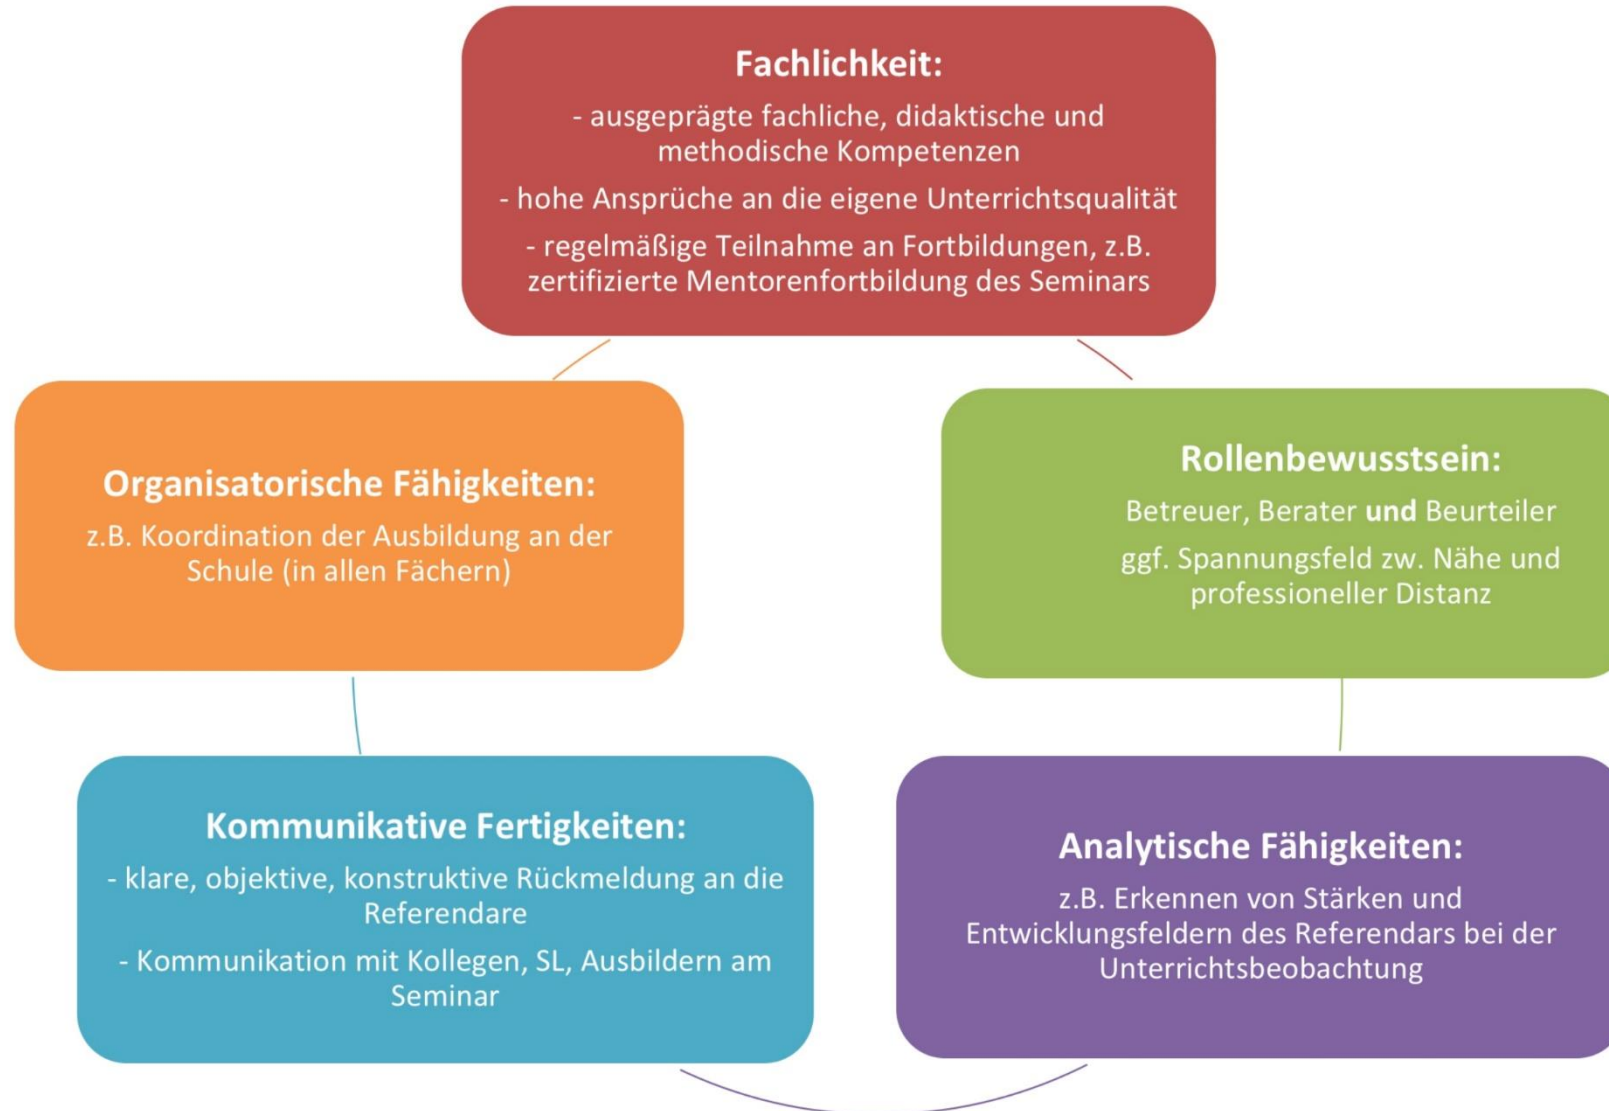 Fachlichkeit:
- ausgeprägte fachliche, didaktische und
methodische Kompetenzen
- hohe Ansprüche an die eigene Unterrichtsqualität
- regelmäßige Teilnahme an Fortbildungen, z.B.
zertifizierte Mentorenfortbildung des Seminars
Organisatorische Fähigkeiten:
z.B. Koordination der Ausbildung an der
Schule (in allen Fächern)
Rollenbewusstsein:
Betreuer, Berater und Beurteiler
ggf. Spannungsfeld zw. Nähe und
professioneller Distanz
Kommunikative Fertigkeiten:
- klare, objektive, konstruktive Rückmeldung an die
Referendare
- Kommunikation mit Kollegen, SL, Ausbildern am
Seminar
Analytische Fähigkeiten:
z.B. Erkennen von Stärken und
Entwicklungsfeldern des Referendars bei der
Unterrichtsbeobachtung